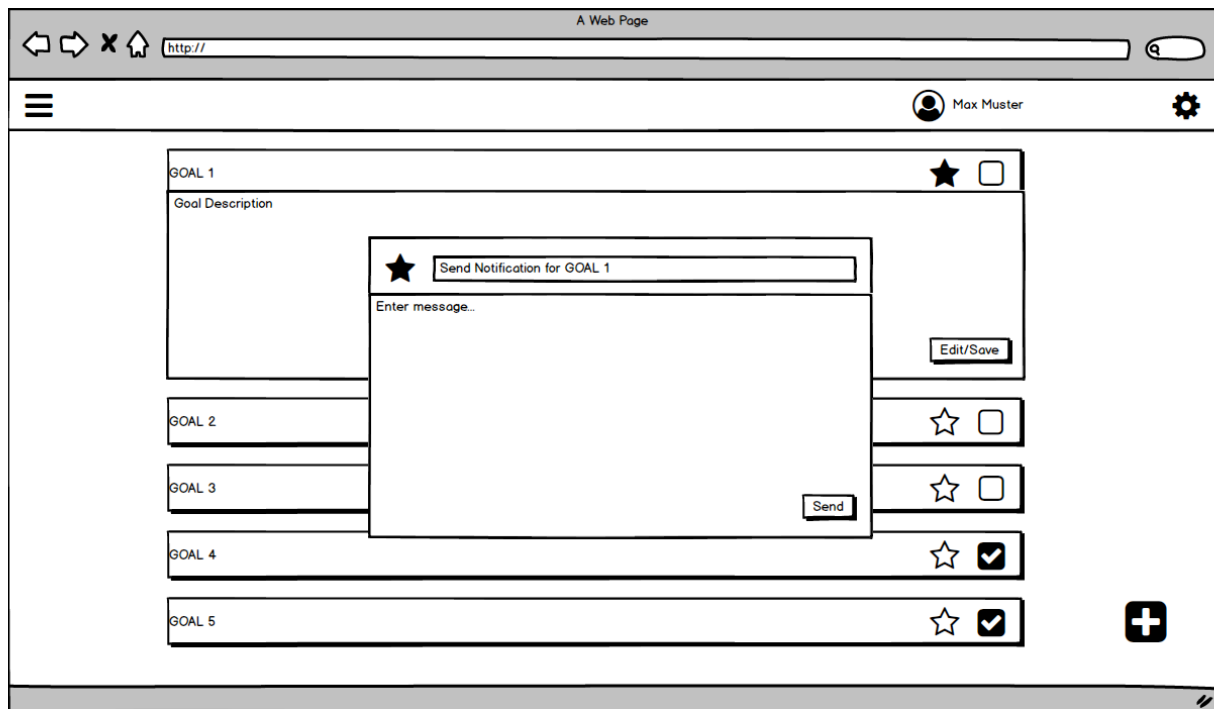 A Web Page
http://
Max Muster
GOAL 1
Goal Description
Send Notification for GOAL 1
Enter message...
Edit/Save
GOAL 2
GOAL 3
Send
GOAL 4
GOAL 5